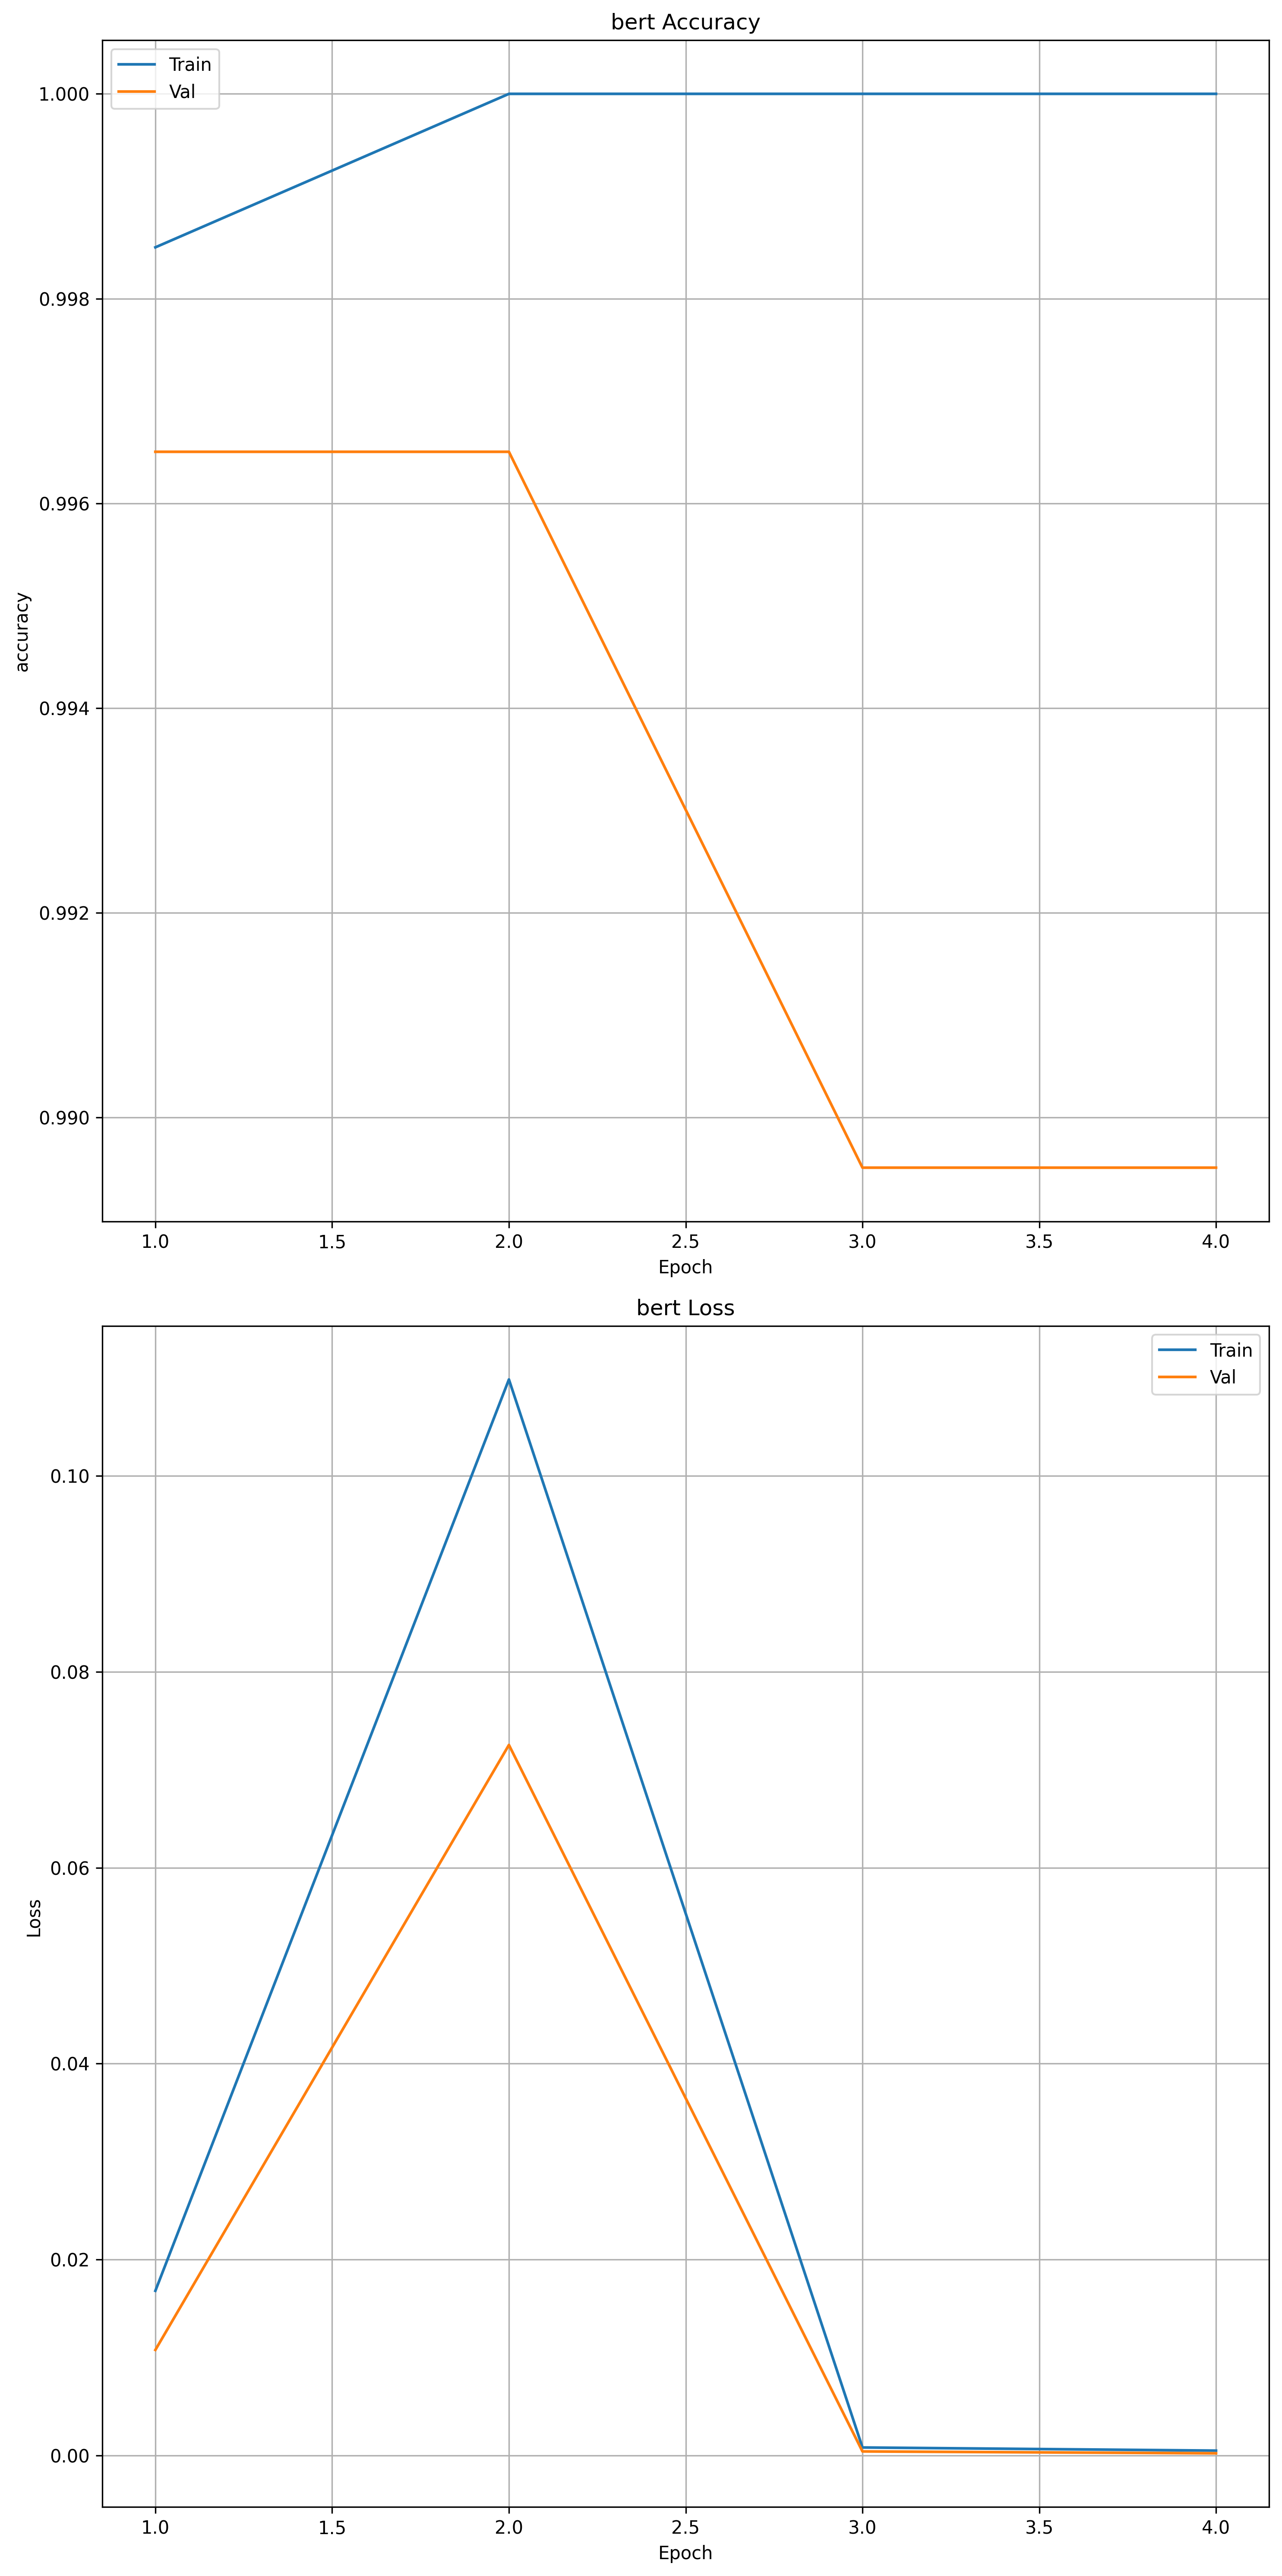 bert Accuracy
Train
Val
1.000
0.998
0.996
0.994
0.992
0.990
accuracy
1.0 1.5 2.0 2.5 3.0 3.5 4.0
Epoch
bert Loss
Train
Val
0.10
0.08
0.06
0.04
0.02
0.00
Loss
1.0 1.5 2.0 2.5 3.0 3.5 4.0
Epoch